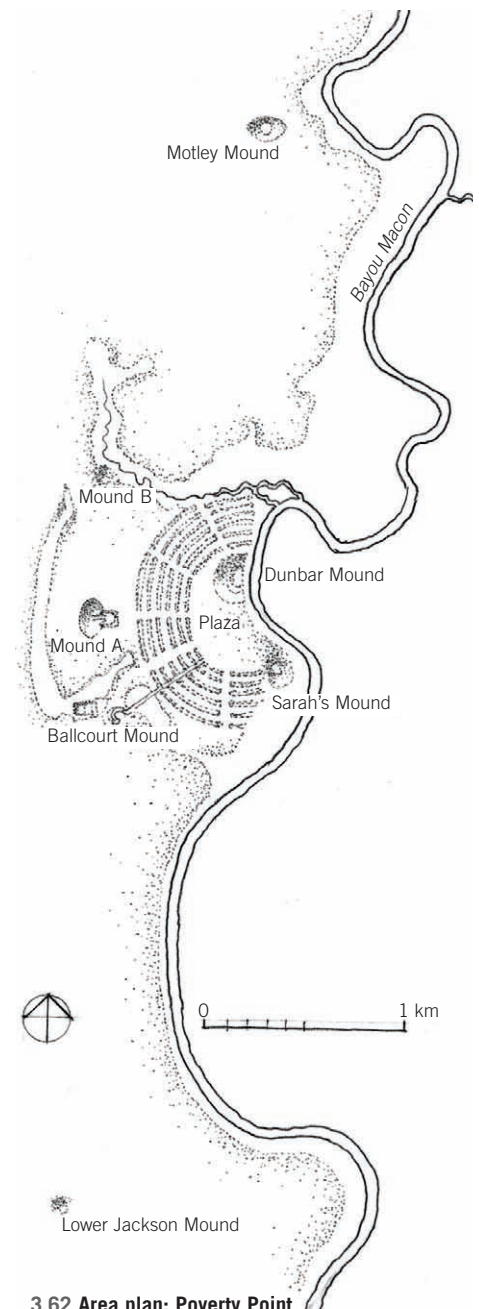 Motley Mound
Bayou Macon
Mound B
Dunbar Mound
Plaza
Mound A
Sarah's Mound
Ballcourt Mound
0 1 km
Lower Jackson Mound
3.62 Area plan: Poverty Point